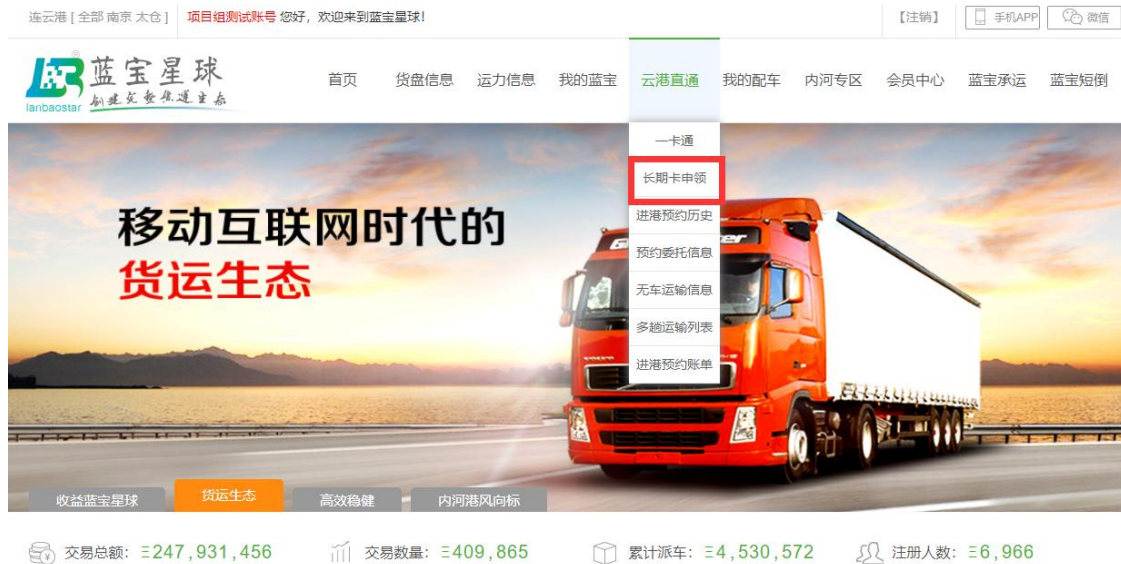 连云港 [ 全部 南京 太仓 ] 项目组测试账号 您好，欢迎来到蓝宝星球! 【注销】 手机APP 微信
蓝宝星球
lanbaostar
首页 货盘信息 运力信息 我的蓝宝 云港直通 我的配车 内河专区 会员中心 蓝宝承运 蓝宝短倒
一卡通
长期卡申领
进港预约历史
预约委托信息
无车运输信息
多趟运输列表
进港预约账单
移动互联网时代的
货运生态
收益蓝宝星球 货运生态 高效稳健 内河港风向标
交易总额: Ξ247,931,456 交易数量: Ξ409,865 累计派车: Ξ4,530,572 注册人数: Ξ6,966